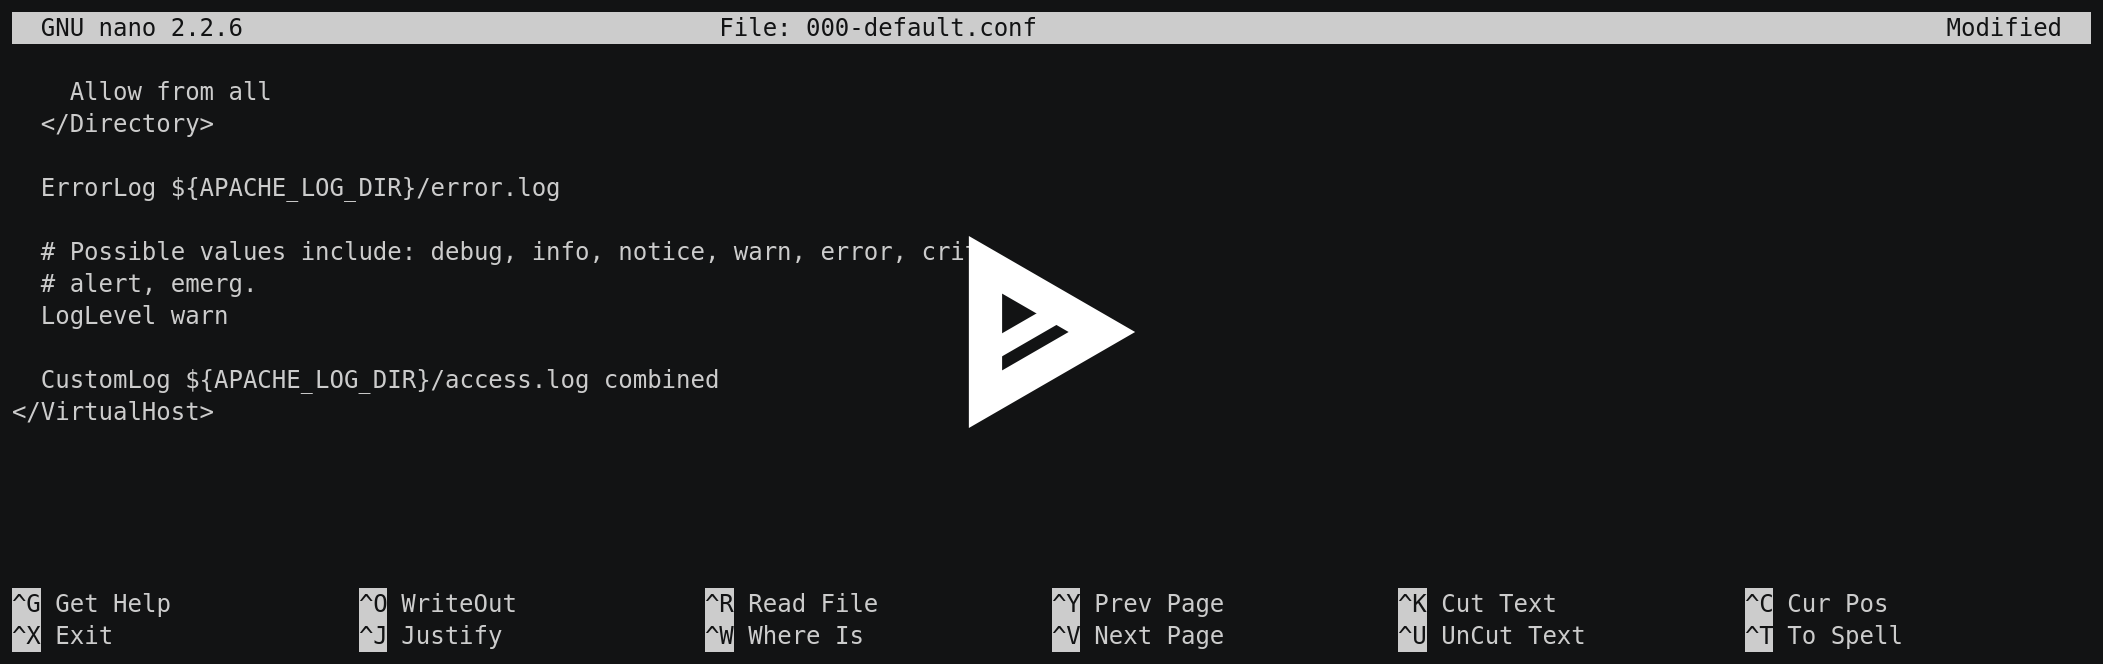 GNU nano 2.2.6 File: 000-default.conf Modified
Allow from all
</Directory>
ErrorLog ${APACHE_LOG_DIR}/error.log
# Possible values include: debug, info, notice, warn, error,
# alert, emerg.
LogLevel warn
CustomLog ${APACHE_LOG_DIR}/access.log combined
</VirtualHost>
^G Get Help ^O WriteOut ^R Read File ^Y Prev Page ^K Cut Text ^C Cur Pos
^X Exit ^J Justify ^W Where Is ^V Next Page ^U UnCut Text ^T To Spell